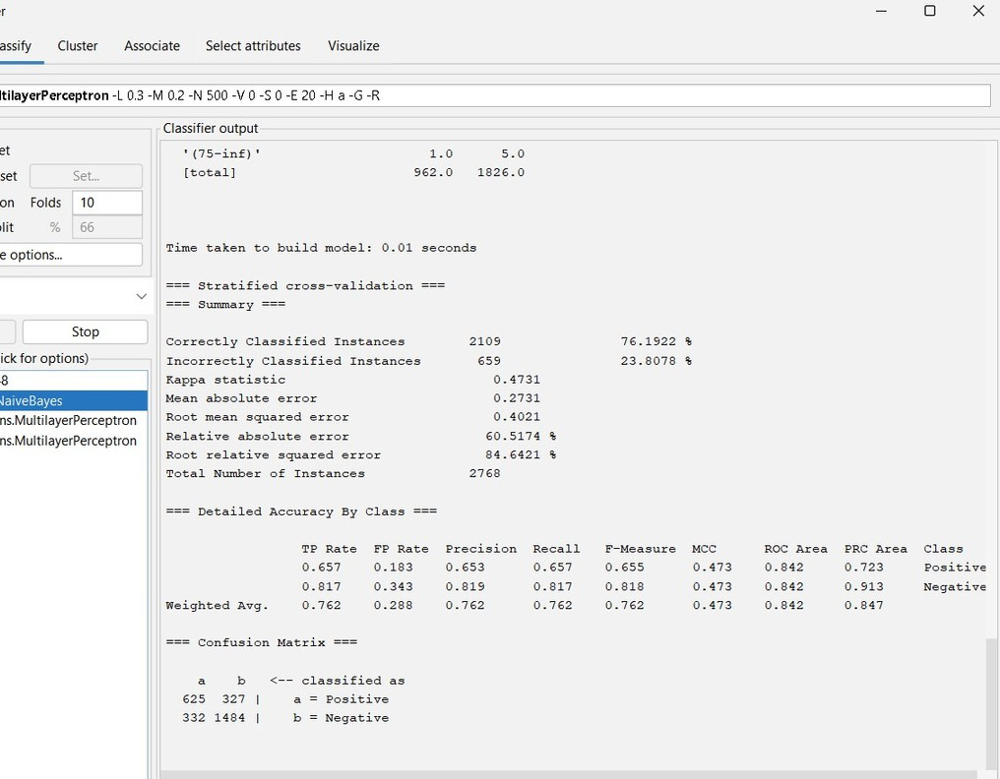 er
assify Cluster Associate Select attributes Visualize
ltilayerPerceptron -L 0.3 -M 0.2 -N 500 -V 0 -S 0 -E 20 -H a -G -R
et
set Set...
on Folds 10
lit % 66
e options...
Stop
ick for options)
48
NaiveBayes
ns.MultilayerPerceptron
ns.MultilayerPerceptron
Classifier output
'(75-inf)' 1.0 5.0
[total] 962.0 1826.0
Time taken to build model: 0.01 seconds
=== Stratified cross-validation ===
=== Summary ===
Correctly Classified Instances 2109 76.1922 %
Incorrectly Classified Instances 659 23.8078 %
Kappa statistic 0.4731
Mean absolute error 0.2731
Root mean squared error 0.4021
Relative absolute error 60.5174 %
Root relative squared error 84.6421 %
Total Number of Instances 2768
=== Detailed Accuracy By Class ===
TP Rate FP Rate Precision Recall F-Measure MCC ROC Area PRC Area Class
0.657 0.183 0.653 0.657 0.655 0.473 0.842 0.723 Positive
0.817 0.343 0.819 0.817 0.818 0.473 0.842 0.913 Negative
Weighted Avg. 0.762 0.288 0.762 0.762 0.762 0.473 0.842 0.847
=== Confusion Matrix ===
a b <-- classified as
625 327 | a = Positive
332 1484 | b = Negative